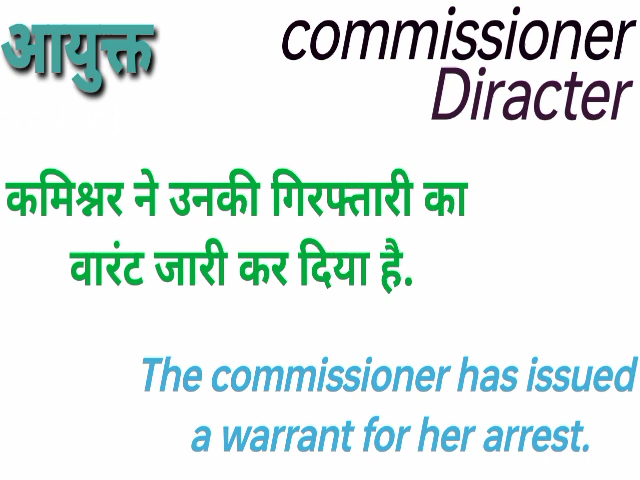 आयुक्त
commissioner
Diracter
कमिश्नर ने उनकी गिरफ्तारी का
वारंट जारी कर दिया है.
The commissioner has issued
a warrant for her arrest.